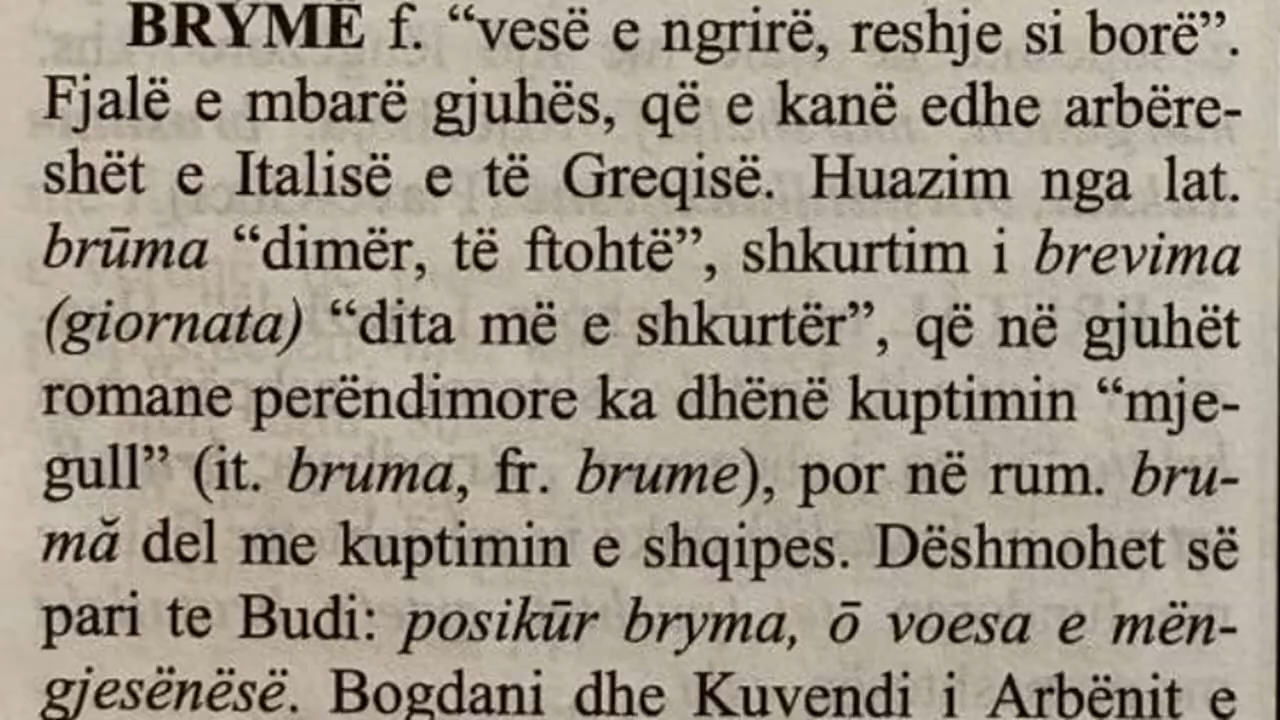 BRYMË f. “vesë e ngrirë, reshje si borë”.
Fjalë e mbarë gjuhës, që e kanë edhe arbëre-
shët e Italisë e të Greqisë. Huazim nga lat.
brūma “dimër, të ftohtë”, shkurtim i brevima
(giornata) “dita më e shkurtër”, që në gjuhët
romane perëndimore ka dhënë kuptimin “mje-
gull” (it. bruma, fr. brume), por në rum. bru-
mă del me kuptimin e shqipes. Dëshmohet së
pari te Budi: posikūr bryma, ō voesa e mën-
gjesënësë. Bogdani dhe Kuvendi i Arbënit e